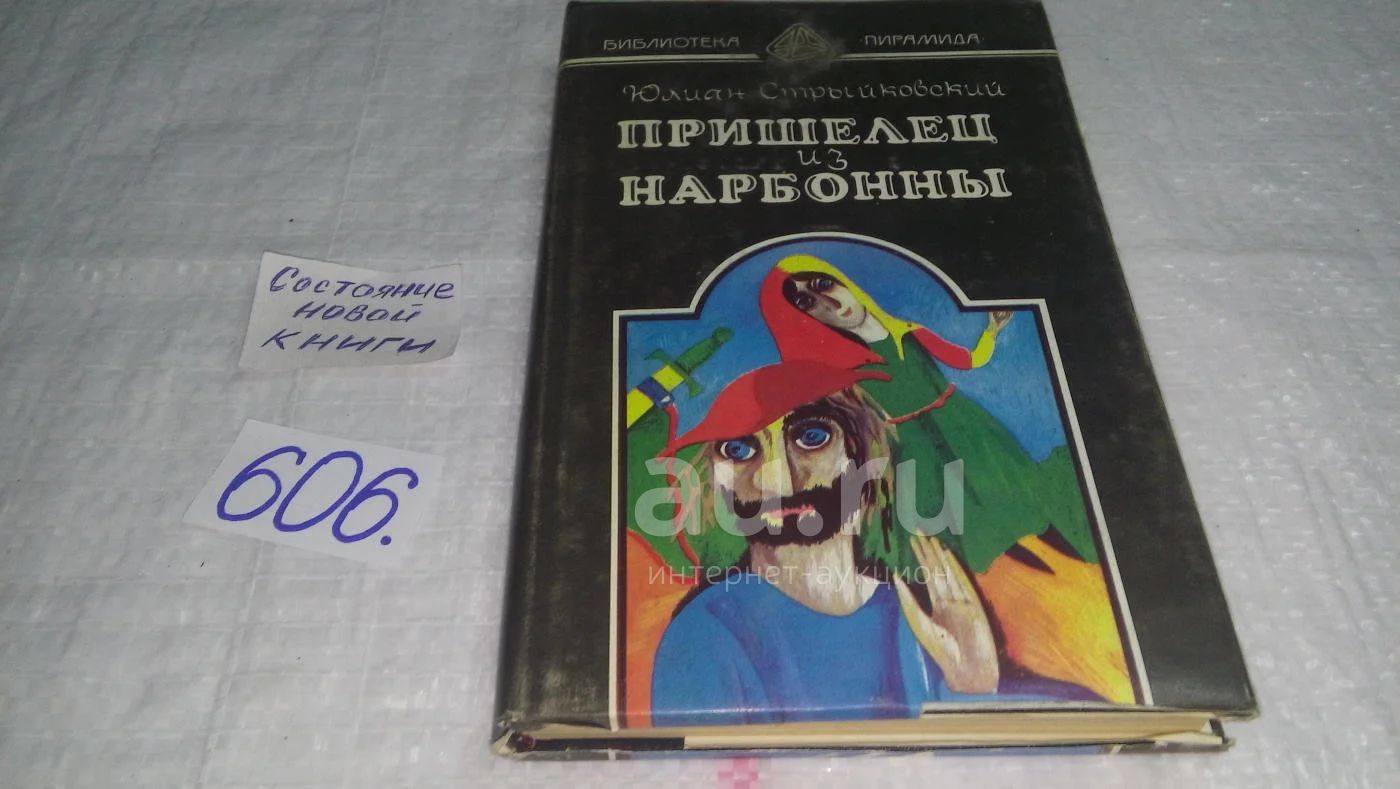 БИБЛИОТЕКА ПИРАМИДА
Юлиан Стрыйковский
ПРИШЕЛЕЦ
из
НАРБОННЫ
Состояние
новой
книги
606.
au.ru
интернет-аукцион